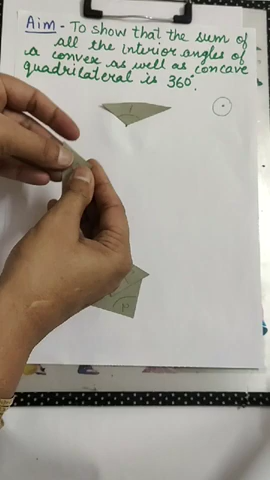 Aim - To show that the sum of
all the interior angles of
a convex as well as concave
quadrilateral is 360°.